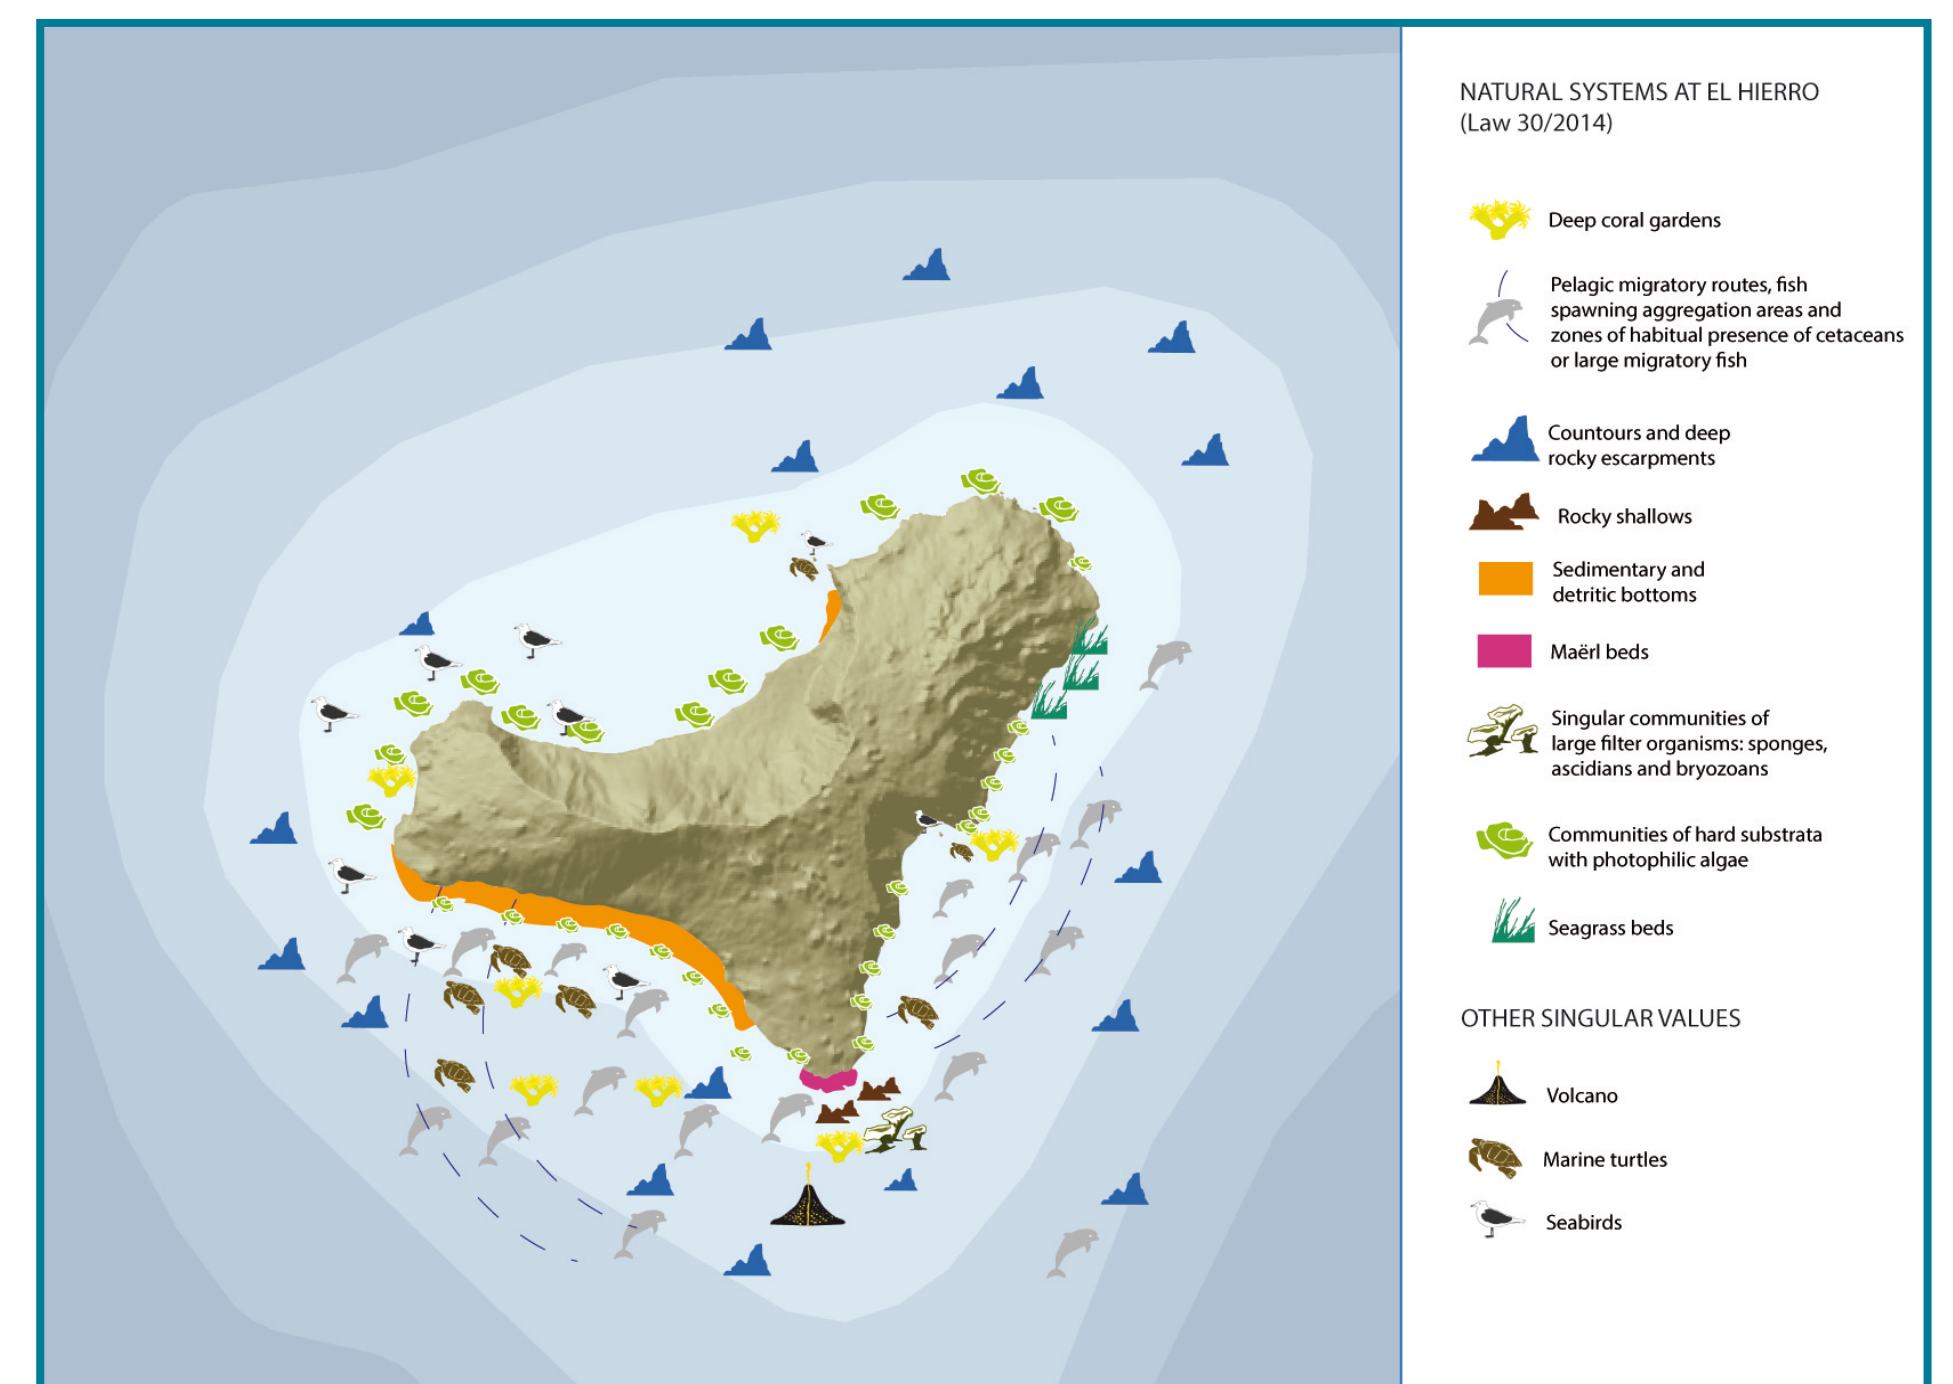 NATURAL SYSTEMS AT EL HIERRO
(Law 30/2014)
Deep coral gardens
Pelagic migratory routes, fish
spawning aggregation areas and
zones of habitual presence of cetaceans
or large migratory fish
Countours and deep
rocky escarpments
Rocky shallows
Sedimentary and
detritic bottoms
Maërl beds
Singular communities of
large filter organisms: sponges,
ascidians and bryozoans
Communities of hard substrata
with photophilic algae
Seagrass beds
OTHER SINGULAR VALUES
Volcano
Marine turtles
Seabirds